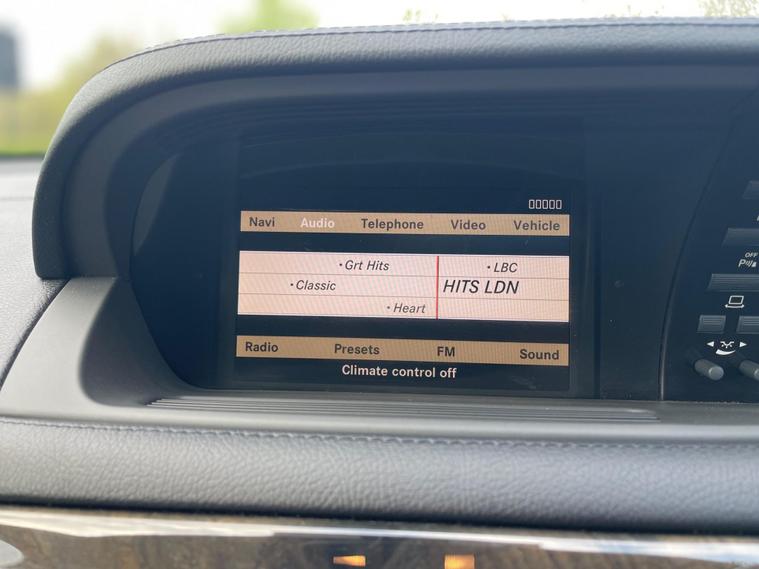 Navi Audio Telephone Video Vehicle
•Grt Hits •LBC
•Classic HITS LDN
•Heart
Radio Presets FM Sound
Climate control off
OFF
P